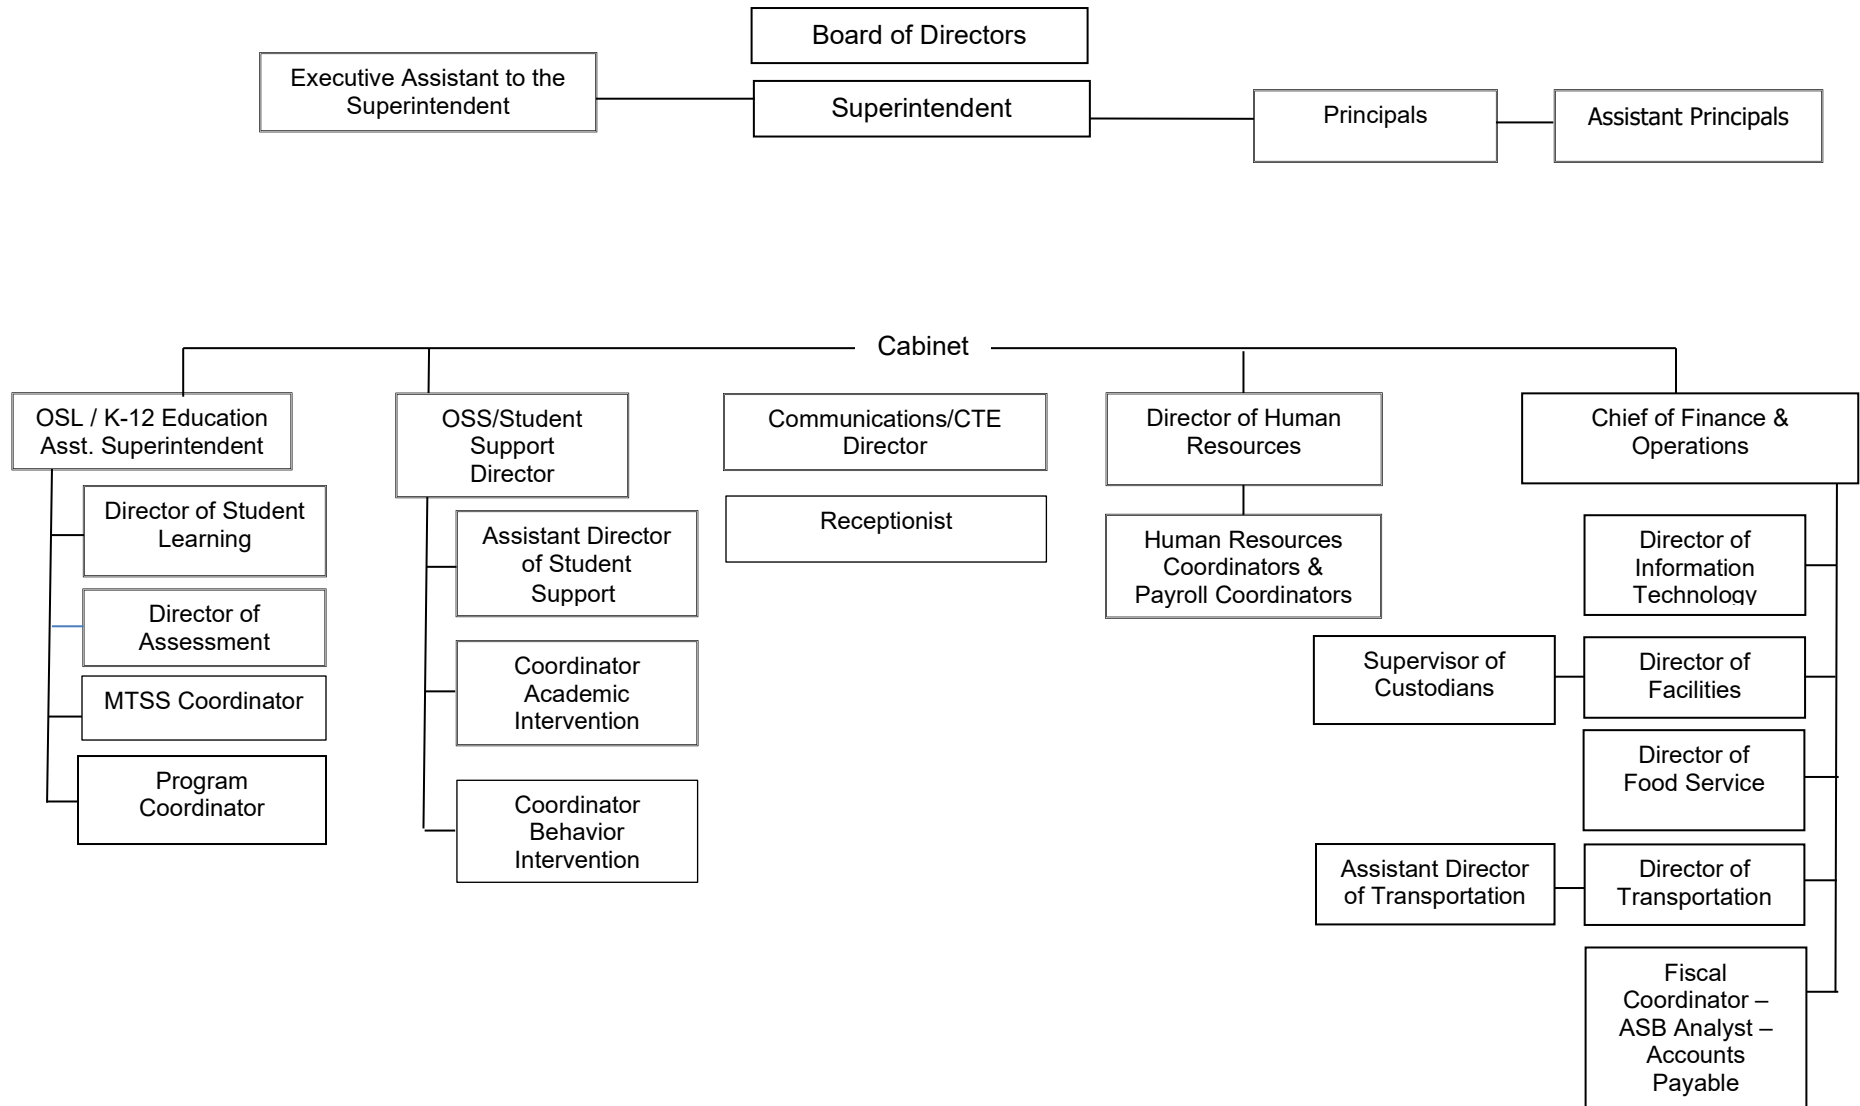 Board of Directors
Executive Assistant to the
Superintendent
Superintendent
Principals
Assistant Principals
Cabinet
OSL / K-12 Education
Asst. Superintendent
Director of Student
Learning
Director of
Assessment
MTSS Coordinator
Program
Coordinator
OSS/Student
Support
Director
Assistant Director
of Student
Support
Coordinator
Academic
Intervention
Coordinator
Behavior
Intervention
Communications/CTE
Director
Receptionist
Director of Human
Resources
Human Resources
Coordinators &
Payroll Coordinators
Chief of Finance &
Operations
Director of
Information
Technology
Supervisor of
Custodians
Director of
Facilities
Director of
Food Service
Assistant Director
of Transportation
Director of
Transportation
Fiscal
Coordinator –
ASB Analyst –
Accounts
Payable